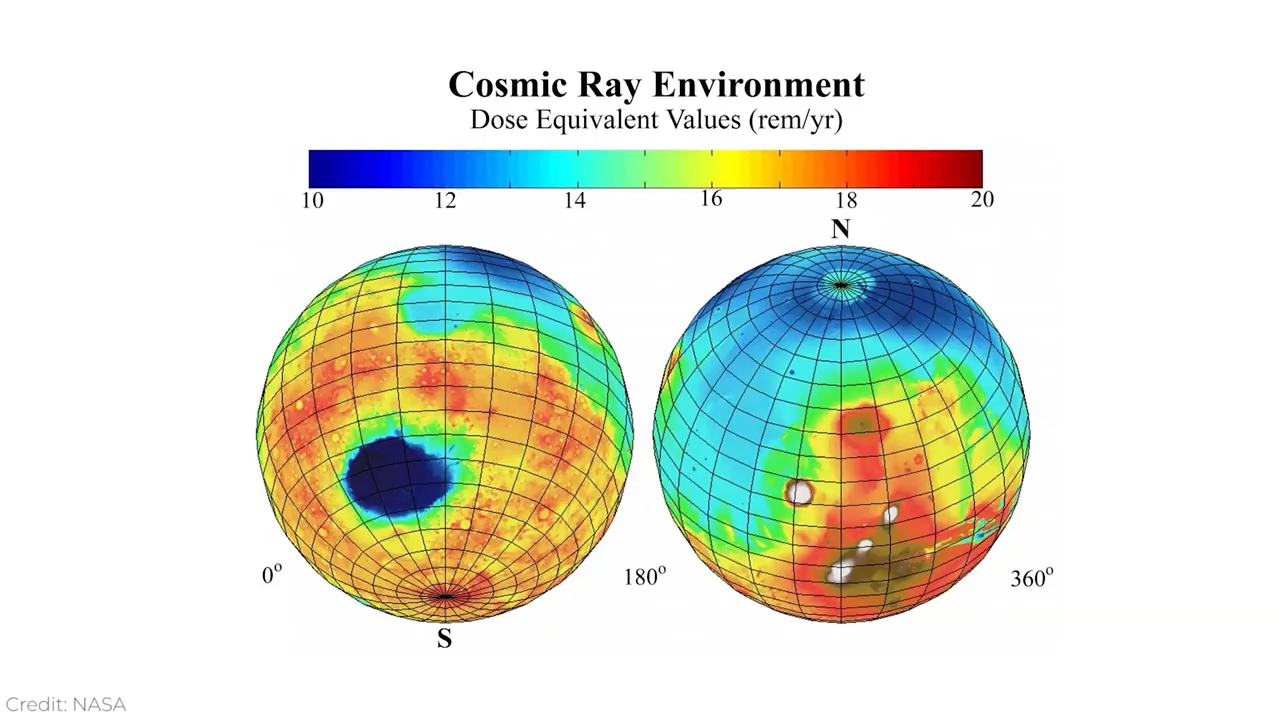 Cosmic Ray Environment
Dose Equivalent Values (rem/yr)
10 12 14 16 18 20
N
0° 180° 360°
S
Credit: NASA